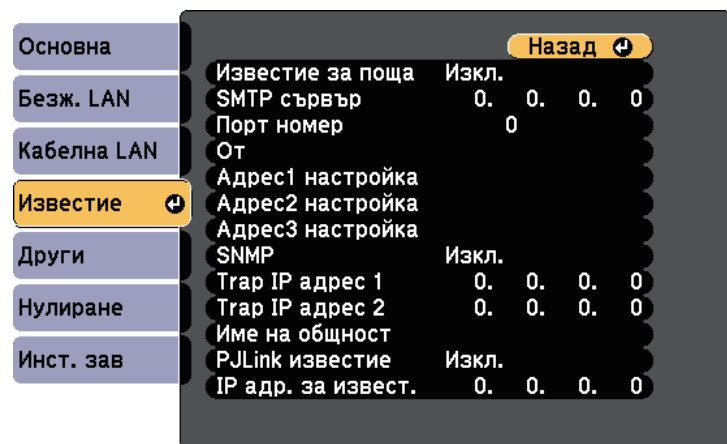 Основна
Безж. LAN
Кабелна LAN
Известие
Други
Нулиране
Инст. зав
Назад
Известие за поща Изкл.
SMTP сървър 0. 0. 0. 0
Порт номер 0
От
Адрес1 настройка
Адрес2 настройка
Адрес3 настройка
SNMP Изкл.
Trap IP адрес 1 0. 0. 0. 0
Trap IP адрес 2 0. 0. 0. 0
Име на общност
PJLink известие Изкл.
IP адр. за извест. 0. 0. 0. 0